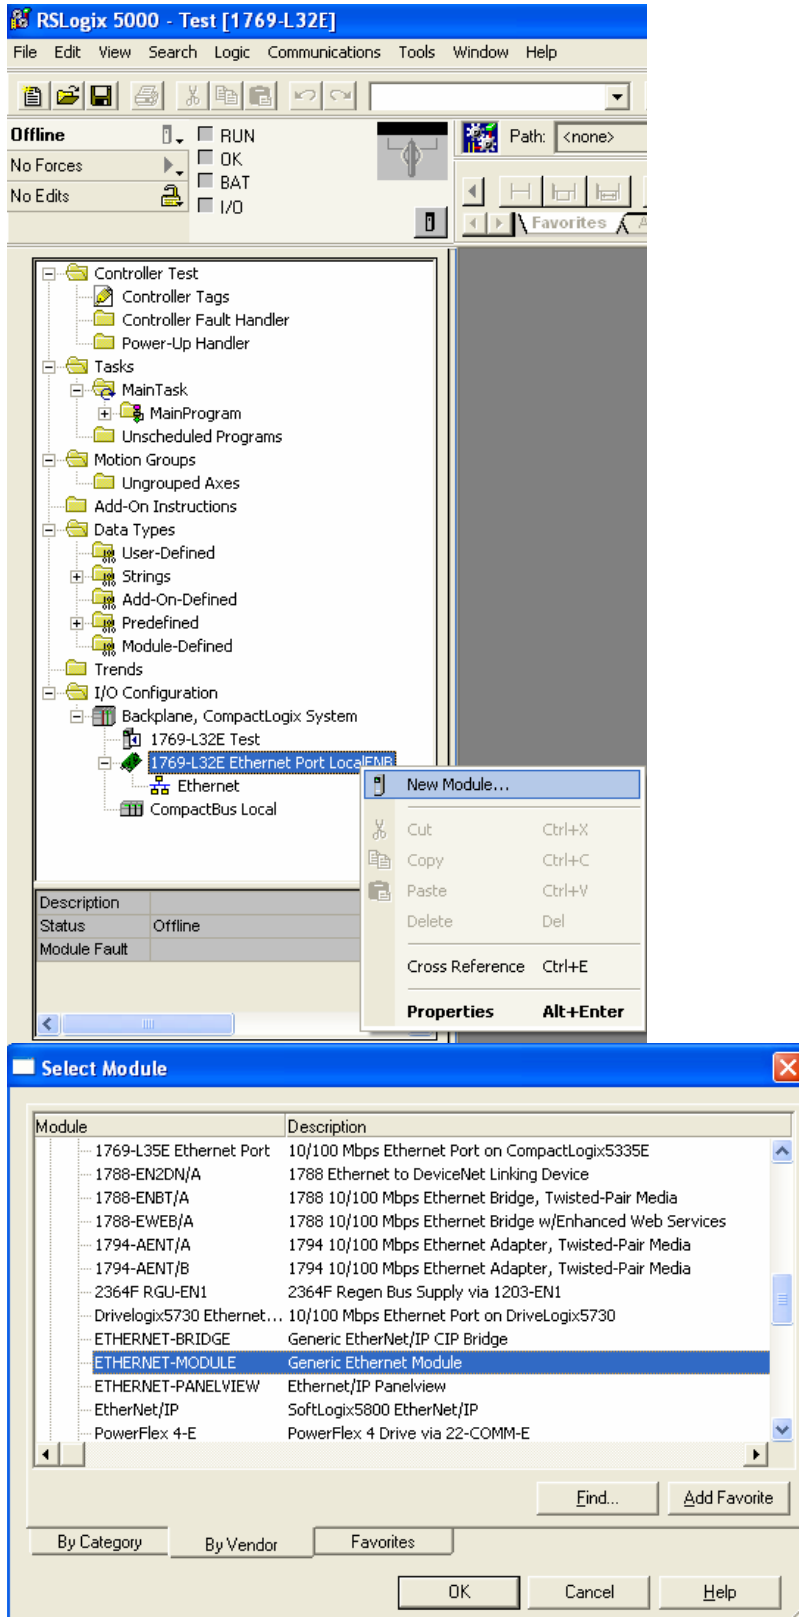 RSLogix 5000 - Test [1769-L32E]
File Edit View Search Logic Communications Tools Window Help
Offline
RUN
Path: <none>
No Forces
OK
BAT
No Edits
I/O
Favorites
Controller Test
Controller Tags
Controller Fault Handler
Power-Up Handler
Tasks
MainTask
MainProgram
Unscheduled Programs
Motion Groups
Ungrouped Axes
Add-On Instructions
Data Types
User-Defined
Strings
Add-On-Defined
Predefined
Module-Defined
Trends
I/O Configuration
Backplane, CompactLogix System
1769-L32E Test
1769-L32E Ethernet Port LocalENB
Ethernet
CompactBus Local
New Module...
Cut Ctrl+X
Copy Ctrl+C
Paste Ctrl+V
Delete Del
Cross Reference Ctrl+E
Properties Alt+Enter
Description
Status Offline
Module Fault
Select Module
Module Description
1769-L35E Ethernet Port 10/100 Mbps Ethernet Port on CompactLogix5335E
1788-EN2DN/A 1788 Ethernet to DeviceNet Linking Device
1788-ENBT/A 1788 10/100 Mbps Ethernet Bridge, Twisted-Pair Media
1788-EWEB/A 1788 10/100 Mbps Ethernet Bridge w/Enhanced Web Services
1794-AENT/A 1794 10/100 Mbps Ethernet Adapter, Twisted-Pair Media
1794-AENT/B 1794 10/100 Mbps Ethernet Adapter, Twisted-Pair Media
2364F RGU-EN1 2364F Regen Bus Supply via 1203-EN1
Drivelogix5730 Ethernet... 10/100 Mbps Ethernet Port on DriveLogix5730
ETHERNET-BRIDGE Generic EtherNet/IP CIP Bridge
ETHERNET-MODULE Generic Ethernet Module
ETHERNET-PANELVIEW Ethernet/IP Panelview
EtherNet/IP SoftLogix5800 EtherNet/IP
PowerFlex 4-E PowerFlex 4 Drive via 22-COMM-E
Find... Add Favorite
By Category By Vendor Favorites
OK Cancel Help